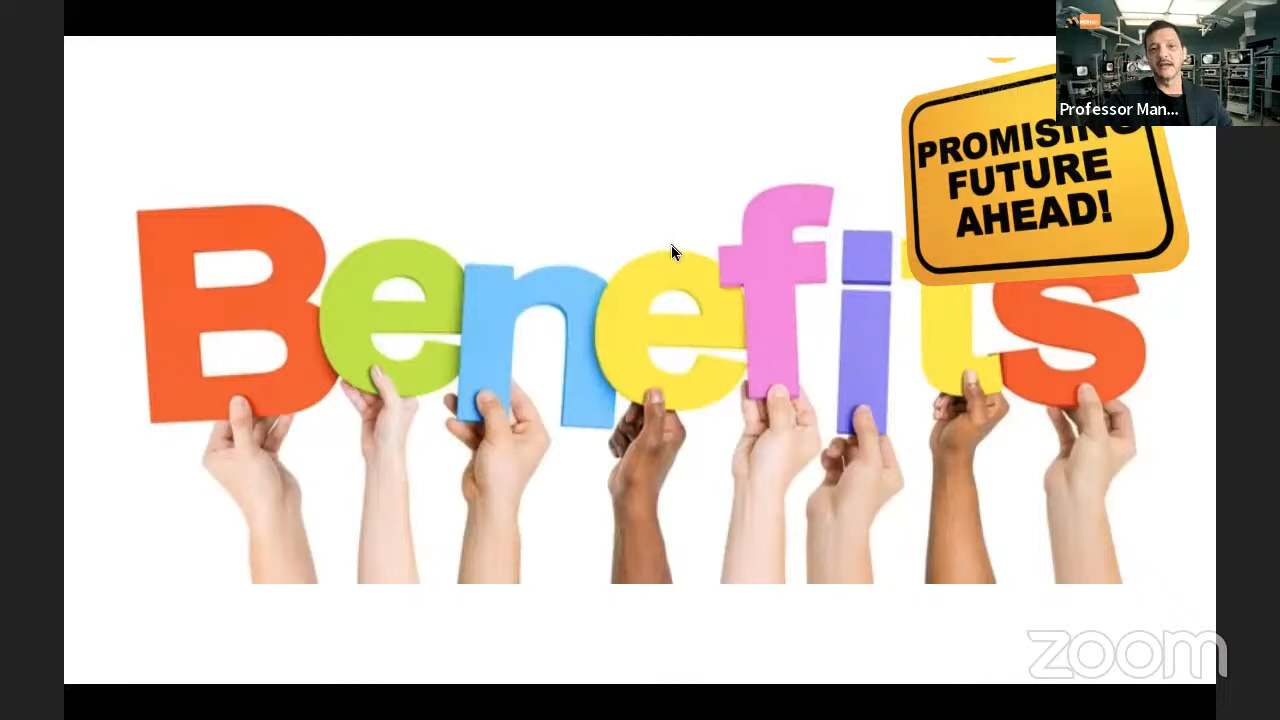 Professor Man...
PROMISING
FUTURE
AHEAD!
Benefits
zoom